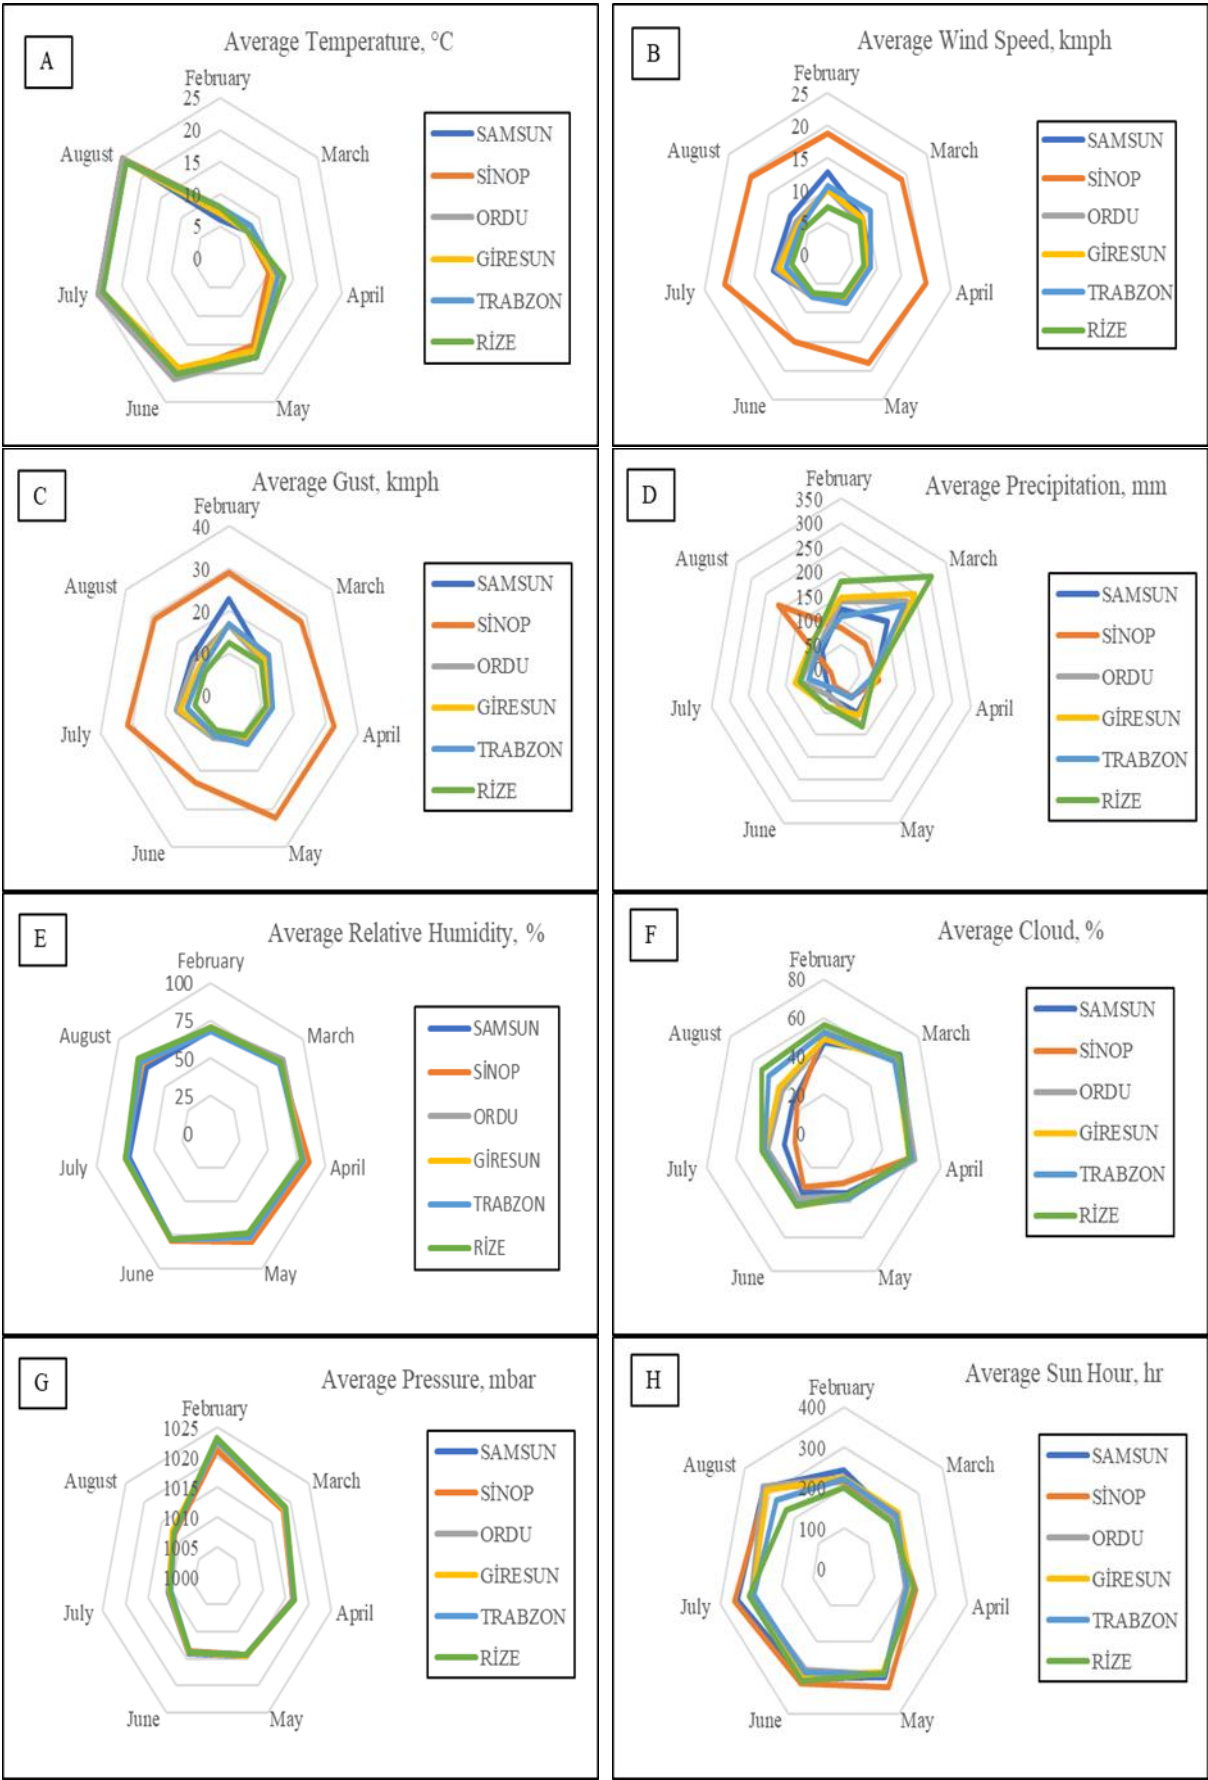 A
Average Temperature, °C
February
25
20
15
10
5
0
March
April
May
June
July
August
SAMSUN
SİNOP
ORDU
GİRESUN
TRABZON
RİZE
B
Average Wind Speed, kmph
February
25
20
15
10
5
0
March
April
May
June
July
August
SAMSUN
SİNOP
ORDU
GİRESUN
TRABZON
RİZE
C
Average Gust, kmph
February
40
30
20
10
0
March
April
May
June
July
August
SAMSUN
SİNOP
ORDU
GİRESUN
TRABZON
RİZE
D
Average Precipitation, mm
February
350
300
250
200
150
100
50
0
March
April
May
June
July
August
SAMSUN
SİNOP
ORDU
GİRESUN
TRABZON
RİZE
E
Average Relative Humidity, %
February
100
75
50
25
0
March
April
May
June
July
August
SAMSUN
SİNOP
ORDU
GİRESUN
TRABZON
RİZE
F
Average Cloud, %
February
80
60
40
20
0
March
April
May
June
July
August
SAMSUN
SİNOP
ORDU
GİRESUN
TRABZON
RİZE
G
Average Pressure, mbar
February
1025
1020
1015
1010
1005
1000
March
April
May
June
July
August
SAMSUN
SİNOP
ORDU
GİRESUN
TRABZON
RİZE
H
Average Sun Hour, hr
February
400
300
200
100
0
March
April
May
June
July
August
SAMSUN
SİNOP
ORDU
GİRESUN
TRABZON
RİZE